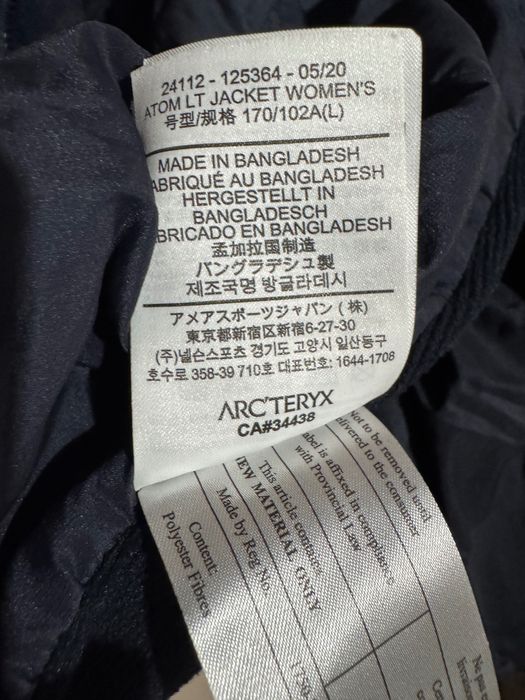 24112 - 125364 - 05/20
ATOM LT JACKET WOMEN'S
号型/规格 170/102A(L)
MADE IN BANGLADESH
ABRIQUÉ AU BANGLADESH
HERGESTELLT IN
BANGLADESCH
BRICADO EN BANGLADESH
孟加拉国制造
バングラデシュ製
제조국명 방글라데시
アメアスポーツジャパン (株)
東京都新宿区新宿6-27-30
(주)넬슨스포츠 경기도 고양시 일산동구
호수로 358-39 710호 대표번호: 1644-1708
ARC'TERYX
CA#34438
Not to be removed until
delivered to the consumer
label is affixed in compliance
with Provincial Law
This article contains
NEW MATERIAL ONLY
Made by Reg No.
Content:
Polyester Fibres